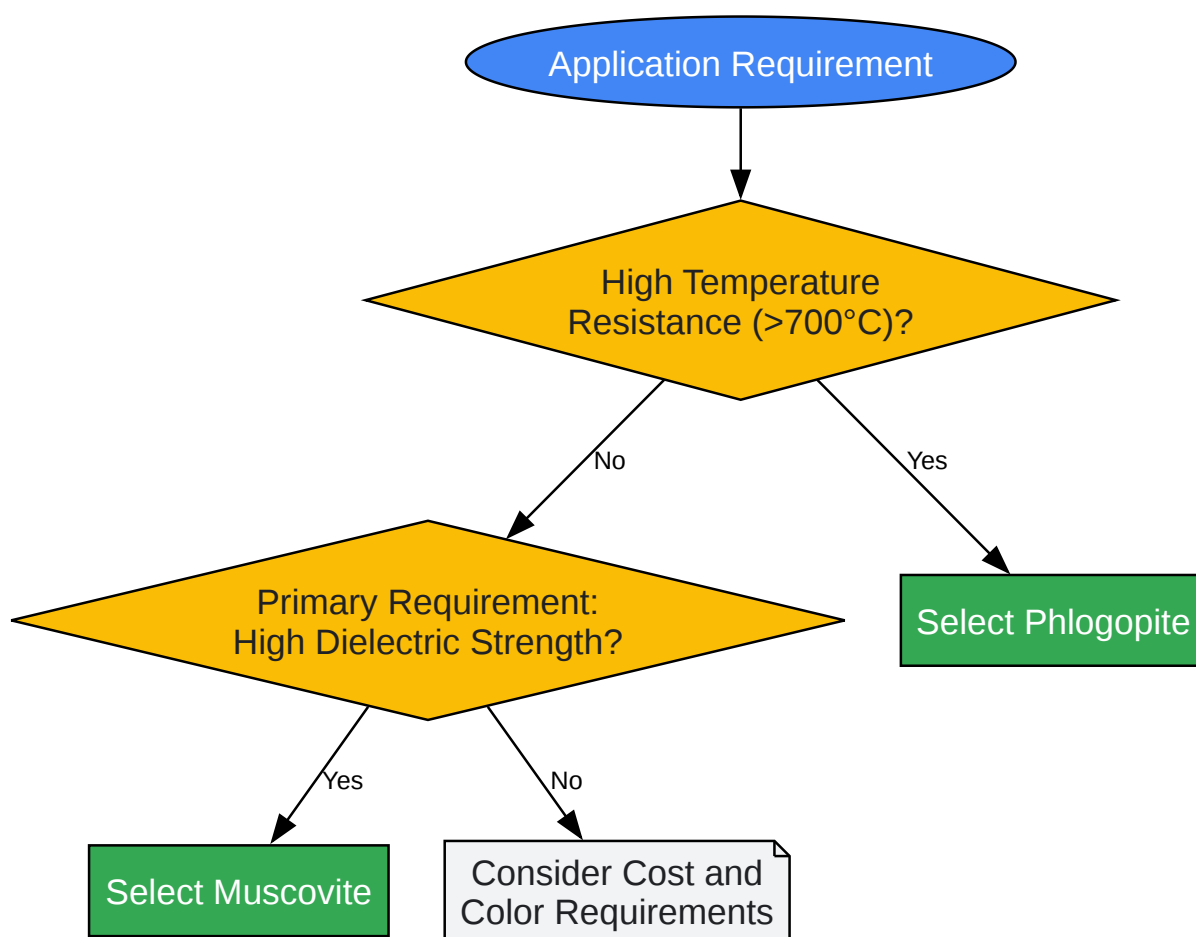 Application Requirement
High Temperature
Resistance (>700°C)?
No
Yes
Primary Requirement:
High Dielectric Strength?
Select Phlogopite
Yes
No
Select Muscovite
Consider Cost and
Color Requirements